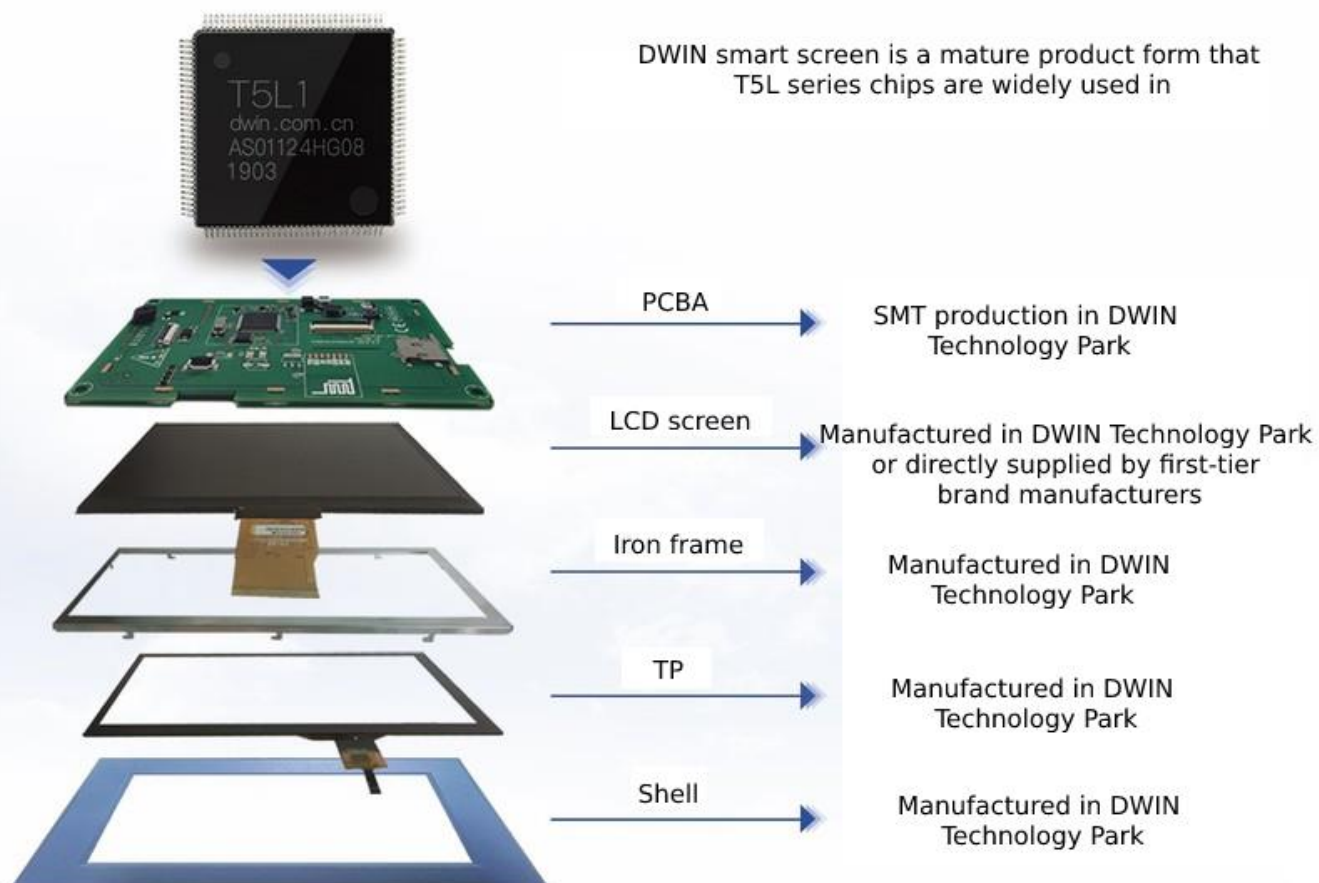 T5L1
dwin.com.cn
AS01124HG08
1903
DWIN smart screen is a mature product form that
T5L series chips are widely used in
PCBA
SMT production in DWIN
Technology Park
LCD screen
Manufactured in DWIN Technology Park
or directly supplied by first-tier
brand manufacturers
Iron frame
Manufactured in DWIN
Technology Park
TP
Manufactured in DWIN
Technology Park
Shell
Manufactured in DWIN
Technology Park